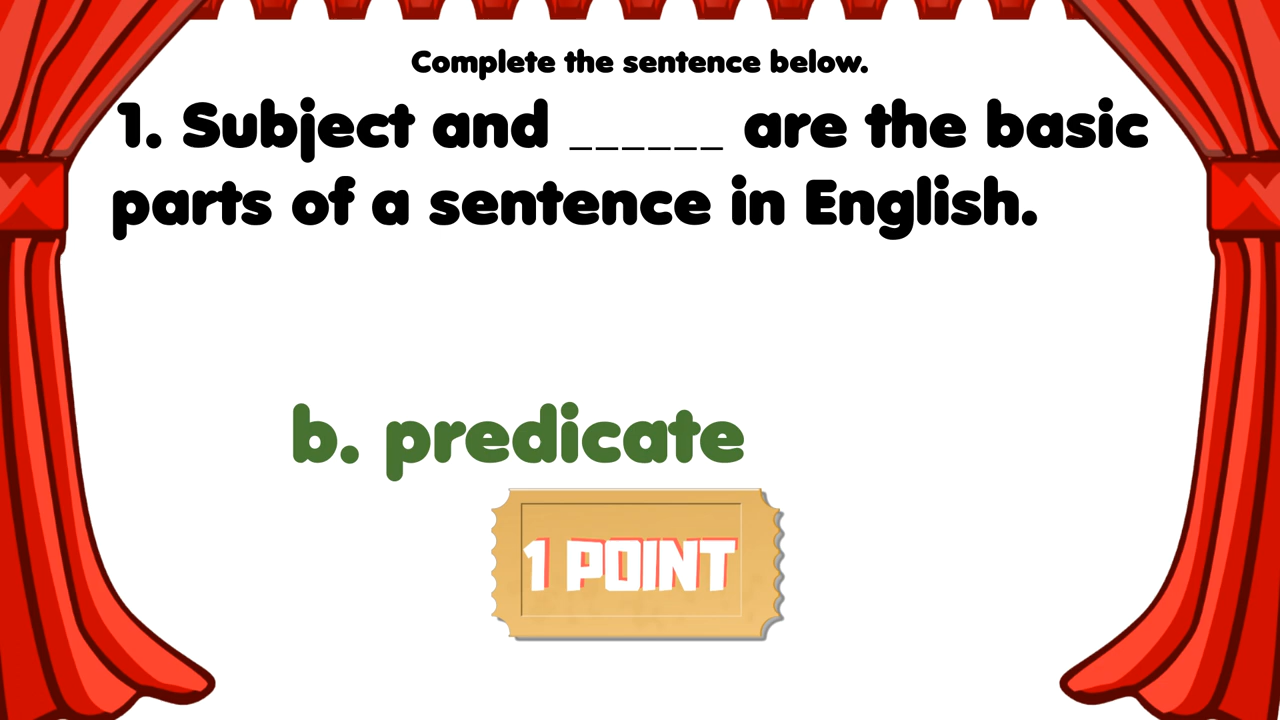 Complete the sentence below.
1. Subject and ______ are the basic
parts of a sentence in English.
b. predicate
1 POINT